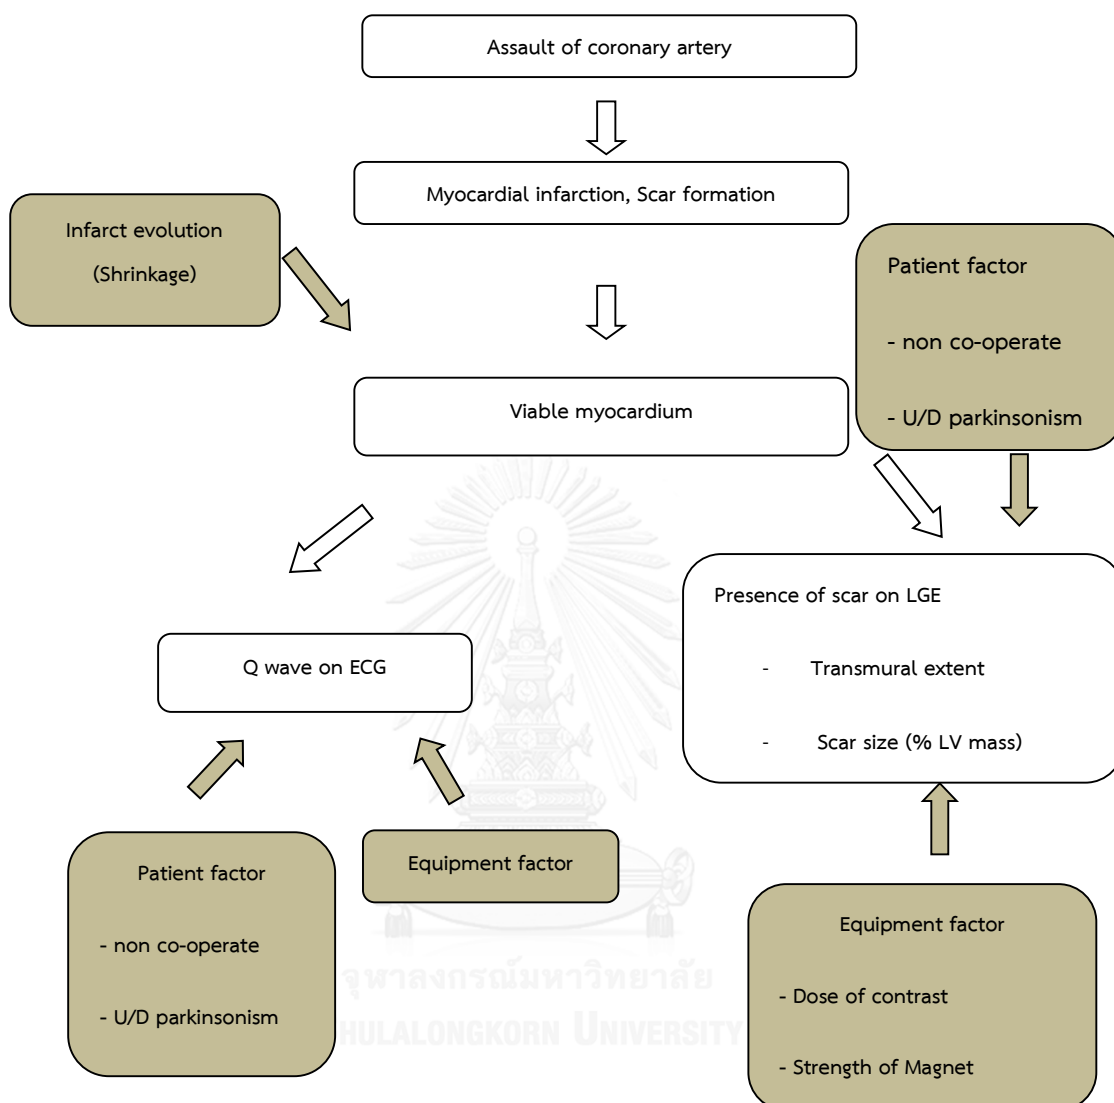 Assault of coronary artery
Myocardial infarction, Scar formation
Infarct evolution
(Shrinkage)
Patient factor
- non co-operate
- U/D parkinsonism
Viable myocardium
Presence of scar on LGE
- Transmural extent
- Scar size (% LV mass)
Q wave on ECG
Patient factor
- non co-operate
- U/D parkinsonism
Equipment factor
Equipment factor
- Dose of contrast
- Strength of Magnet
จุฬาลงกรณ์มหาวิทยาลัย
HULALONGKORN UNIVERSITY